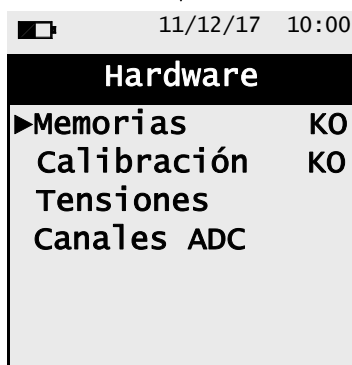 11/12/17 10:00
Hardware
►Memorias KO
Calibración KO
Tensiones
Canales ADC